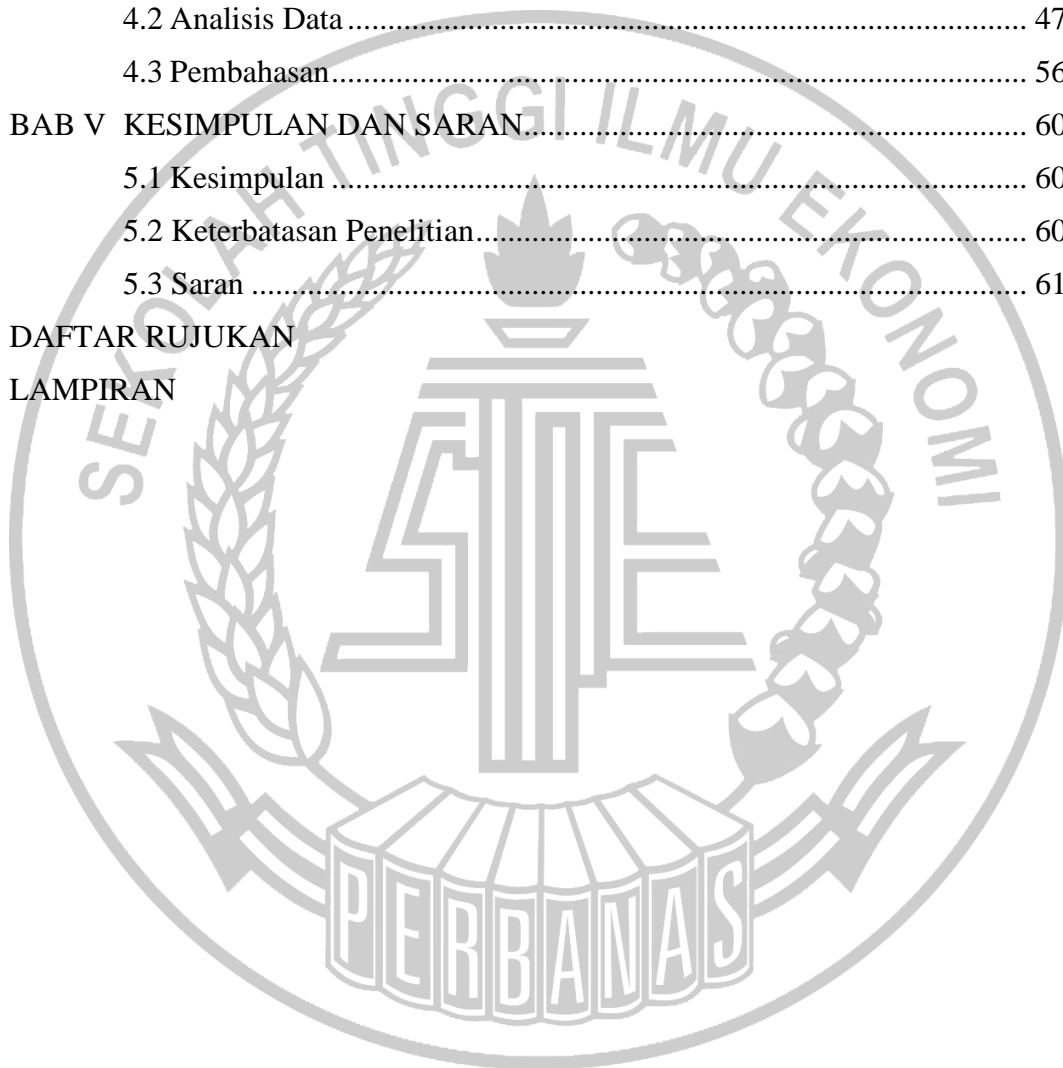 4.2 Analisis Data ........................................................................................ 47
4.3 Pembahasan.......................................................................................... 56
BAB V KESIMPULAN DAN SARAN............................................................... 60
5.1 Kesimpulan .......................................................................................... 60
5.2 Keterbatasan Penelitian........................................................................ 60
5.3 Saran .................................................................................................... 61
DAFTAR RUJUKAN
LAMPIRAN
SEKOLAH TINGGI ILMU EKONOMI
STIE
PERBANAS